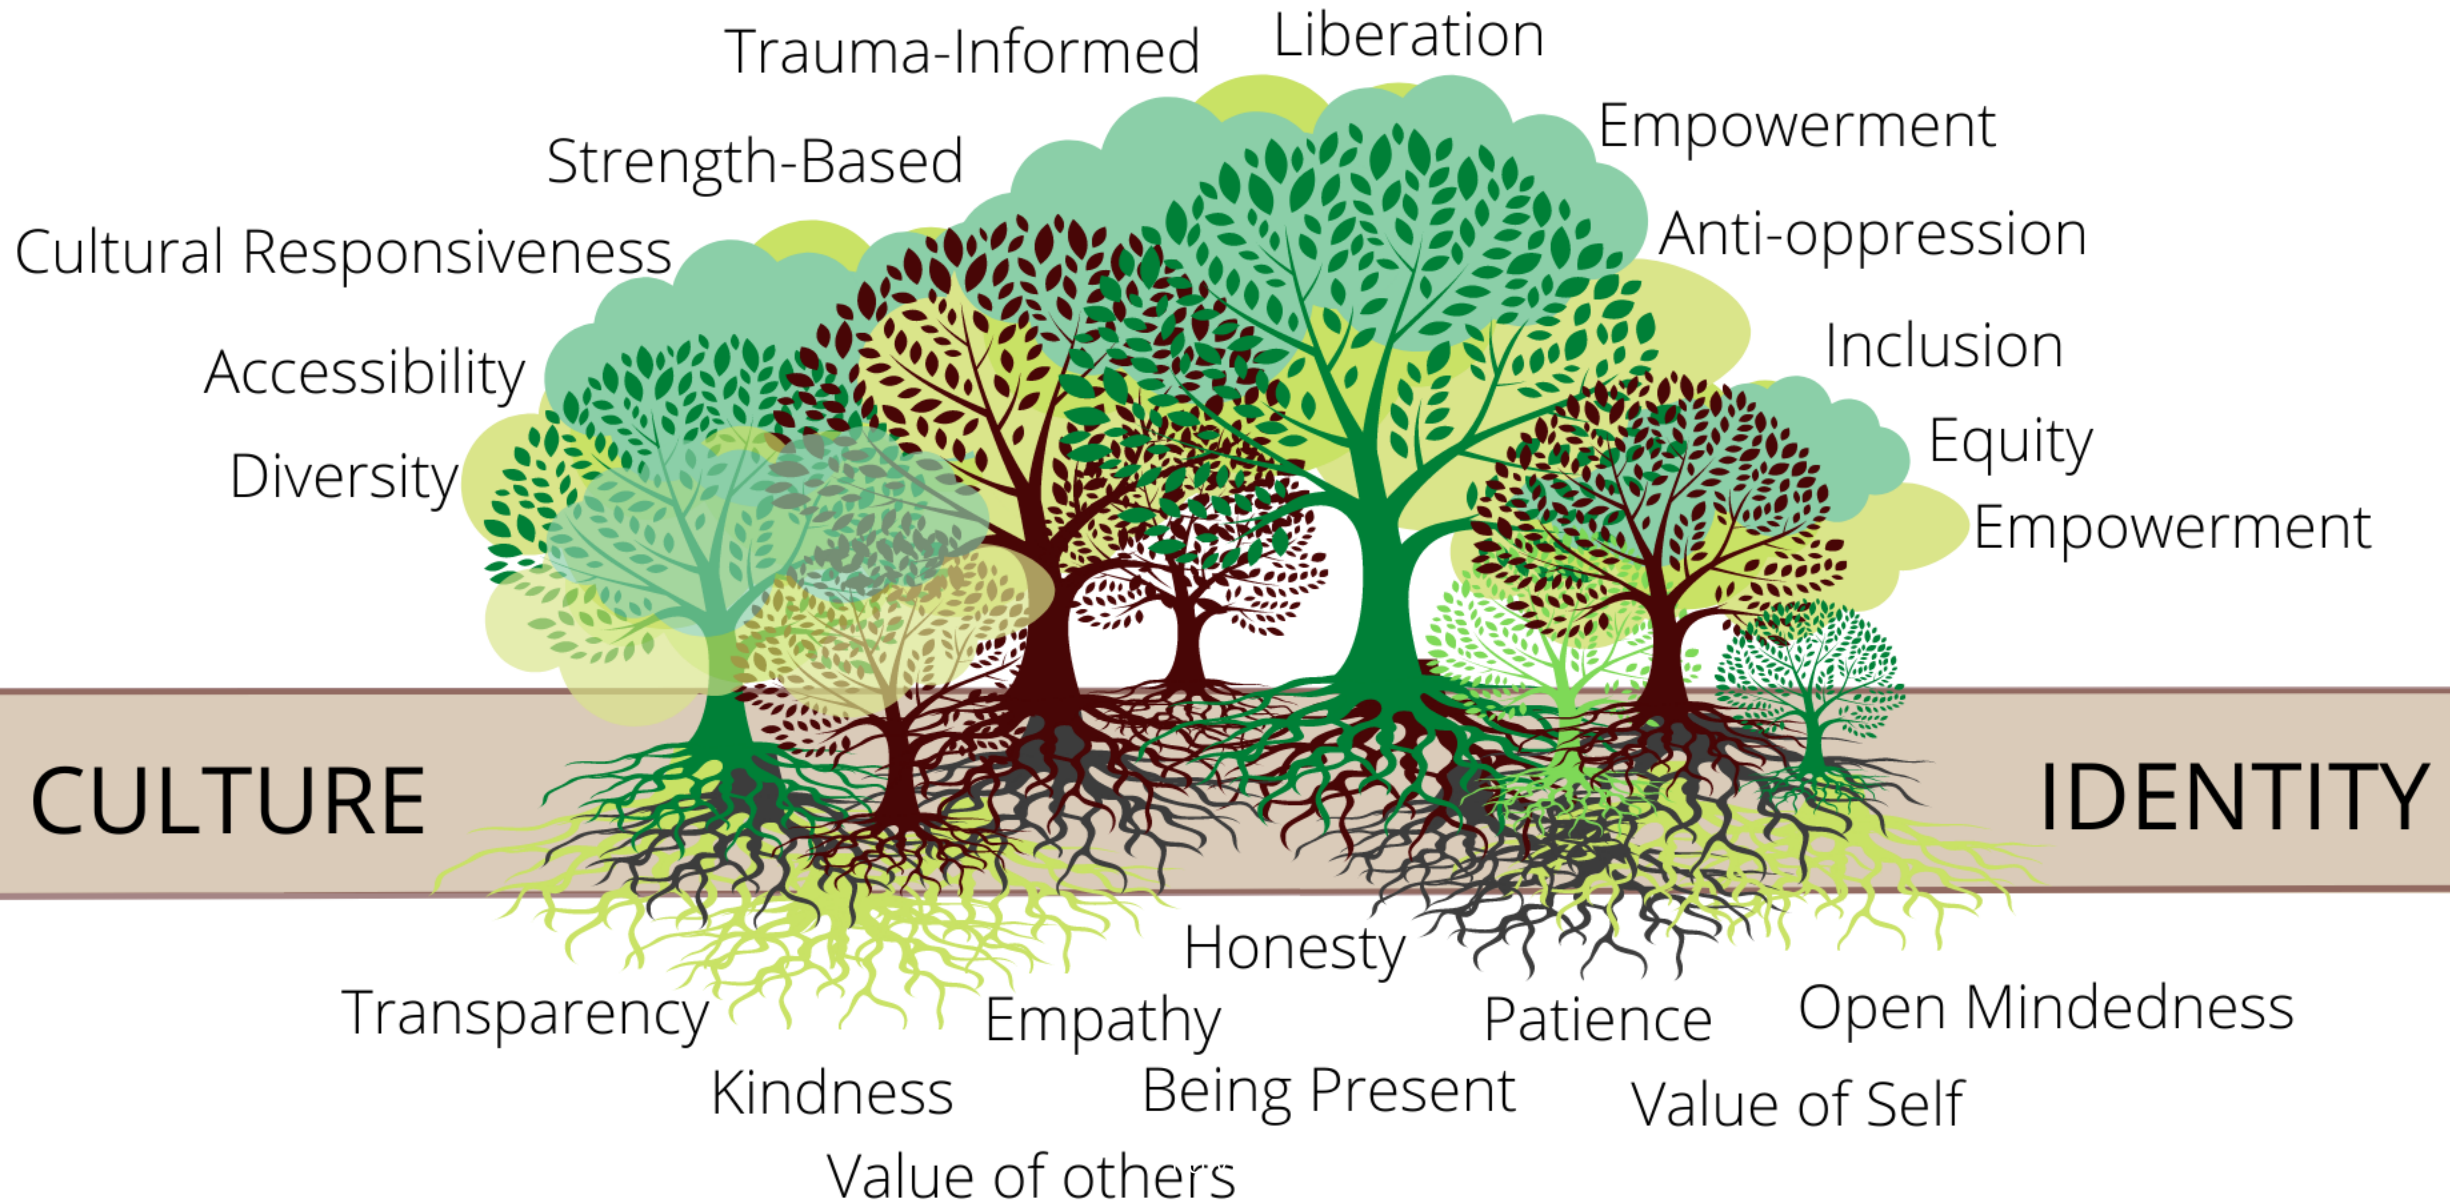 Liberation
Trauma-Informed
Empowerment
Strength-Based
Anti-oppression
Cultural Responsiveness
Inclusion
Accessibility
Equity
Diversity
Empowerment
CULTURE
IDENTITY
Honesty
Transparency
Empathy
Patience
Open Mindedness
Kindness
Being Present
Value of Self
Value of others